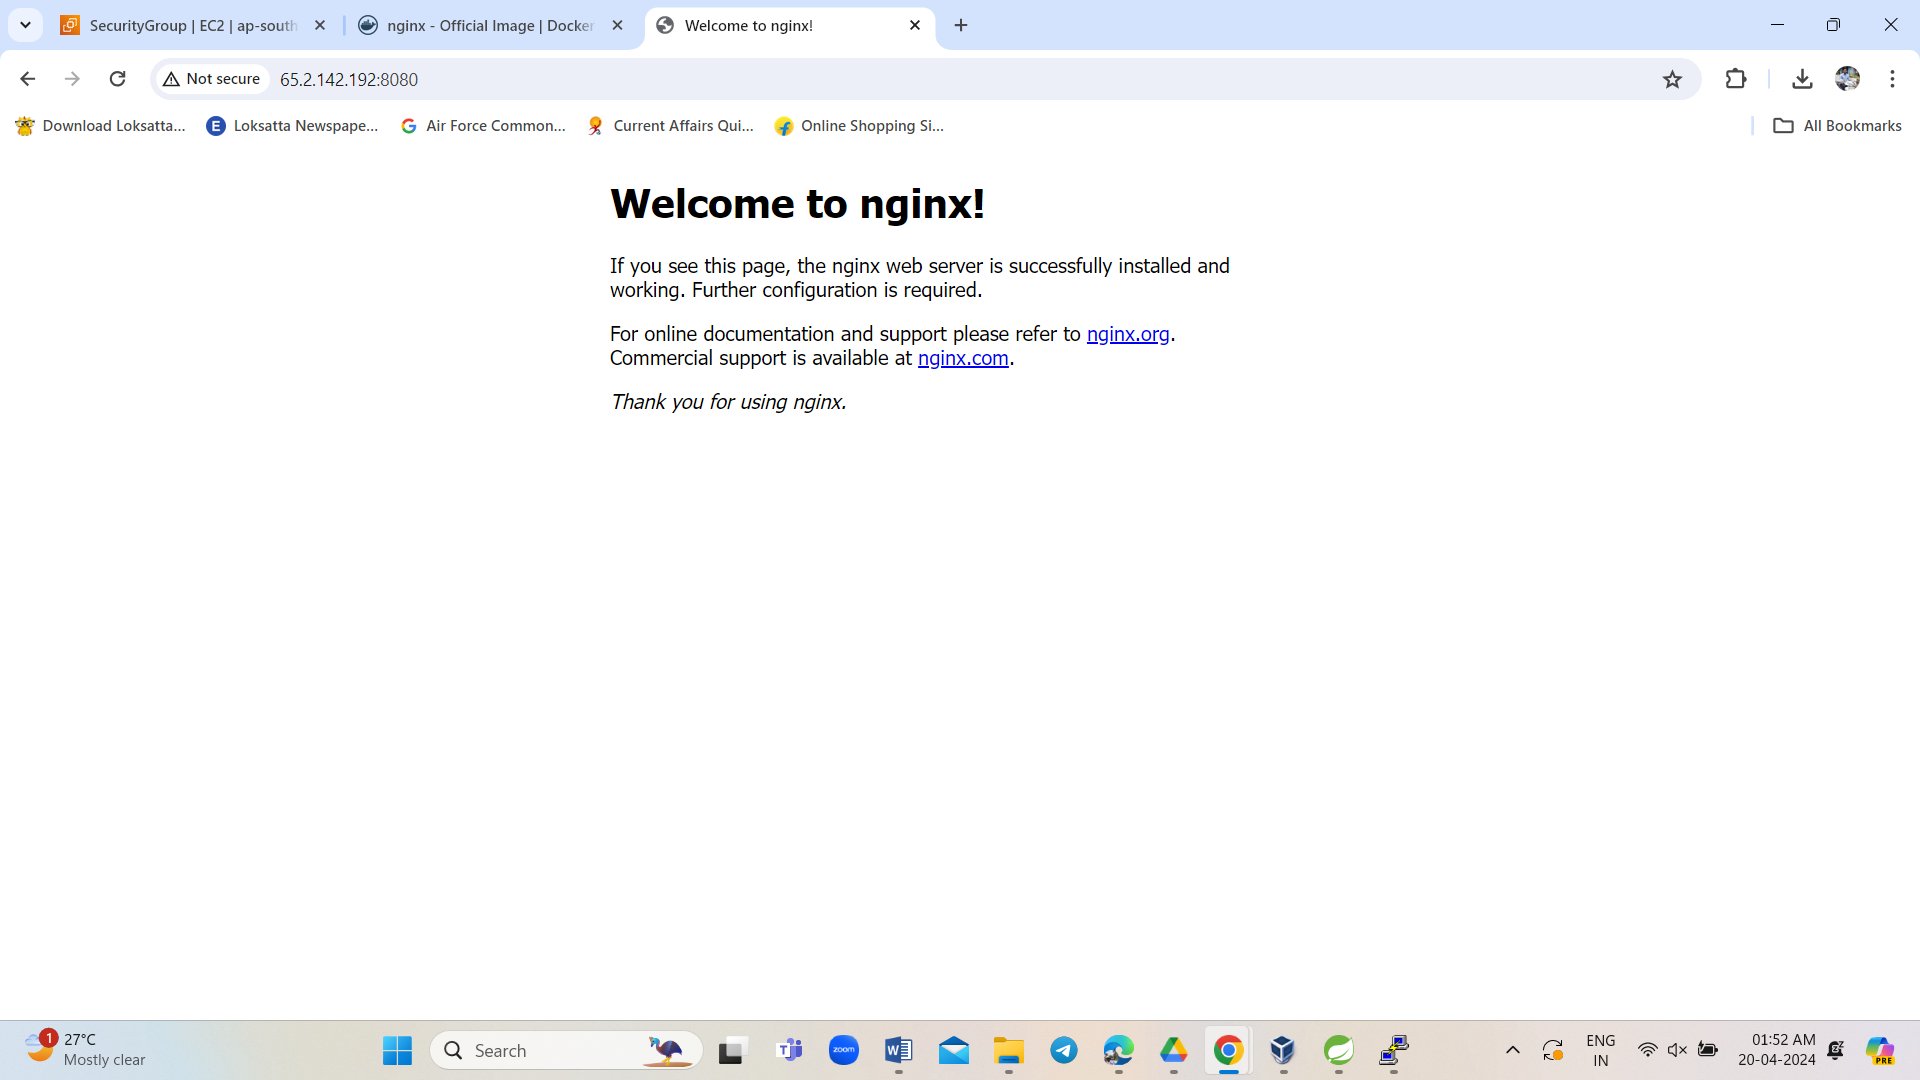 SecurityGroup | EC2 | ap-south
nginx - Official Image | Docker
Welcome to nginx!
Not secure
65.2.142.192:8080
Download Loksatta...
E
Loksatta Newspape...
Air Force Common...
Current Affairs Qui...
Online Shopping Si...
All Bookmarks
Welcome to nginx!
If you see this page, the nginx web server is successfully installed and
working. Further configuration is required.
For online documentation and support please refer to nginx.org.
Commercial support is available at nginx.com.
Thank you for using nginx.
1
27°C
Mostly clear
Search
zoom
ENG
IN
01:52 AM
20-04-2024
PRE